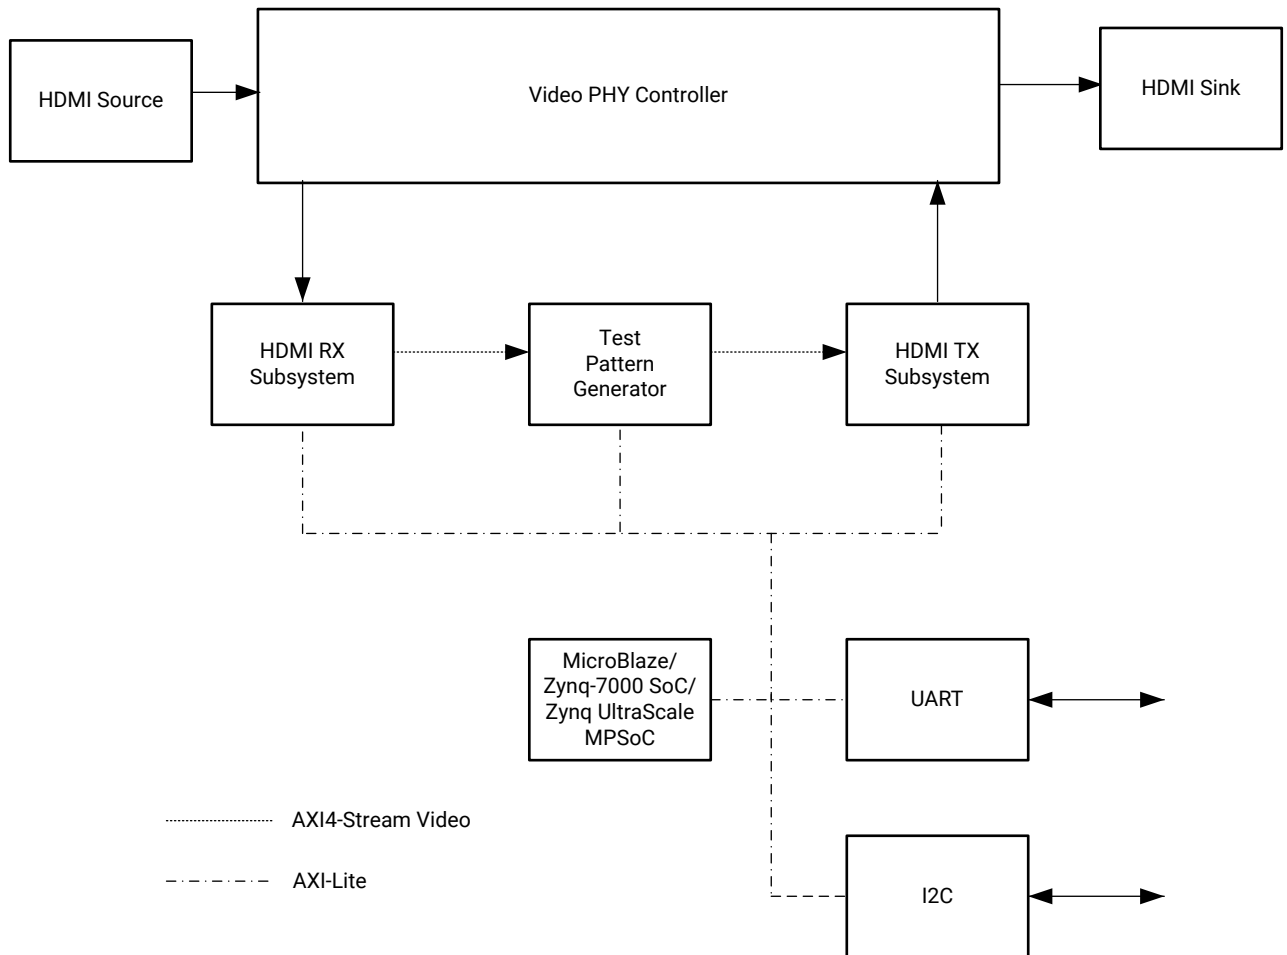 HDMI Source
Video PHY Controller
HDMI Sink
HDMI RX
Subsystem
Test
Pattern
Generator
HDMI TX
Subsystem
MicroBlaze/
Zynq-7000 SoC/
Zynq UltraScale
MPSoC
UART
AXI4-Stream Video
AXI-Lite
I2C